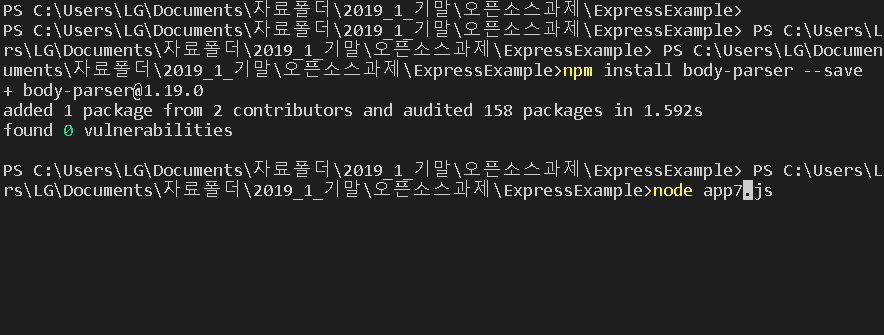 PS C:\Users\LG\Documents\자료폴더\2019_1_기말\오픈소스과제\ExpressExample>
PS C:\Users\LG\Documents\자료폴더\2019_1_기말\오픈소스과제\ExpressExample> PS C:\Users\L
rs\LG\Documents\자료폴더\2019_1_기말\오픈소스과제\ExpressExample> PS C:\Users\LG\Documen
uments\자료폴더\2019_1_기말\오픈소스과제\ExpressExample>npm install body-parser --save
+ body-parser@1.19.0
added 1 package from 2 contributors and audited 158 packages in 1.592s
found 0 vulnerabilities
PS C:\Users\LG\Documents\자료폴더\2019_1_기말\오픈소스과제\ExpressExample> PS C:\Users\L
rs\LG\Documents\자료폴더\2019_1_기말\오픈소스과제\ExpressExample>node app7.js